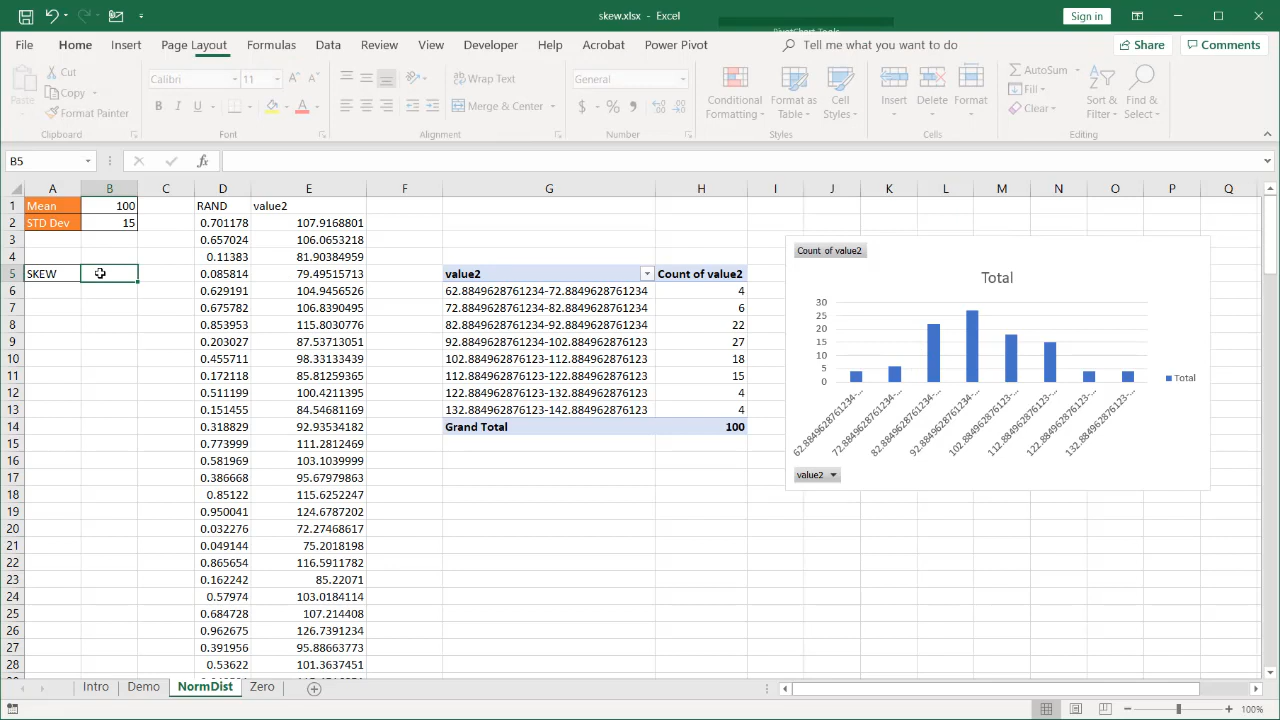 skew.xlsx - Excel
Sign in
File Home Insert Page Layout Formulas Data Review View Developer Help Acrobat Power Pivot Tell me what you want to do Share Comments
Paste
Cut
Copy
Format Painter
Clipboard
Calibri 11
B I U
Font
Wrap Text
Merge & Center
Alignment
General
$ % ,
Number
Conditional Formatting
Format as Table
Cell Styles
Styles
Insert Delete Format
Cells
AutoSum
Fill
Clear
Sort & Filter
Find & Select
Editing
B5
fx
A B C D E F G H I J K L M N O P Q
1 Mean 100 RAND value2
2 STD Dev 15 0.701178 107.9168801
3 0.657024 106.0653218
4 0.11383 81.90384959
5 SKEW 0.085814 79.49515713 value2 Count of value2
6 0.629191 104.9456526 62.8849628761234-72.8849628761234 4
7 0.675782 106.8390495 72.8849628761234-82.8849628761234 6
8 0.853953 115.8030776 82.8849628761234-92.8849628761234 22
9 0.203027 87.53713051 92.8849628761234-102.884962876123 27
10 0.455711 98.33133439 102.884962876123-112.884962876123 18
11 0.172118 85.81259365 112.884962876123-122.884962876123 15
12 0.511199 100.4211395 122.884962876123-132.884962876123 4
13 0.151455 84.54681169 132.884962876123-142.884962876123 4
14 0.318829 92.93534182 Grand Total 100
15 0.773999 111.2812469
16 0.581969 103.1039999
17 0.386668 95.67979863
18 0.85122 115.6252247
19 0.950041 124.6787202
20 0.032276 72.27468617
21 0.049144 75.2018198
22 0.865654 116.5911782
23 0.162242 85.22071
24 0.57974 103.0184114
25 0.684728 107.214408
26 0.962675 126.7391234
27 0.391956 95.88663773
28 0.53622 101.3637451
Count of value2
Total
30
25
20
15
10
5
0
62.8849628761234-...
72.8849628761234-...
82.8849628761234-...
92.8849628761234-...
102.884962876123-...
112.884962876123-...
122.884962876123-...
132.884962876123-...
Total
value2
Intro Demo NormDist Zero
100%